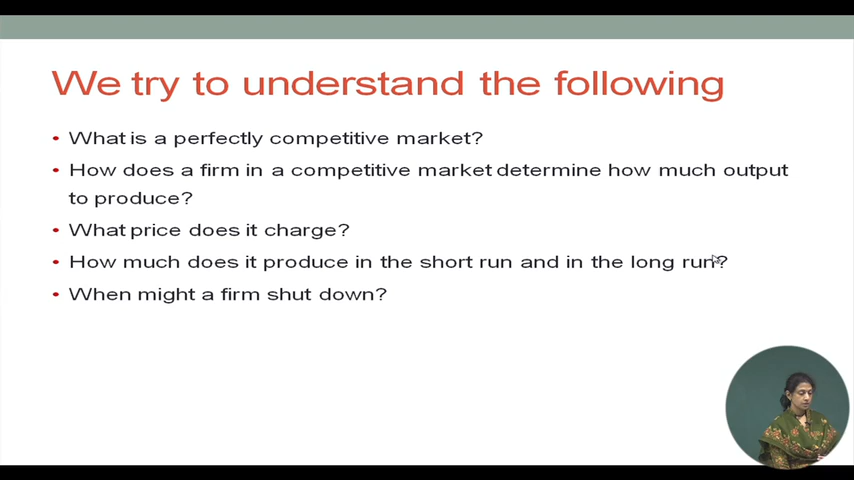 We try to understand the following
• What is a perfectly competitive market?
• How does a firm in a competitive market determine how much output
to produce?
• What price does it charge?
• How much does it produce in the short run and in the long run?
• When might a firm shut down?